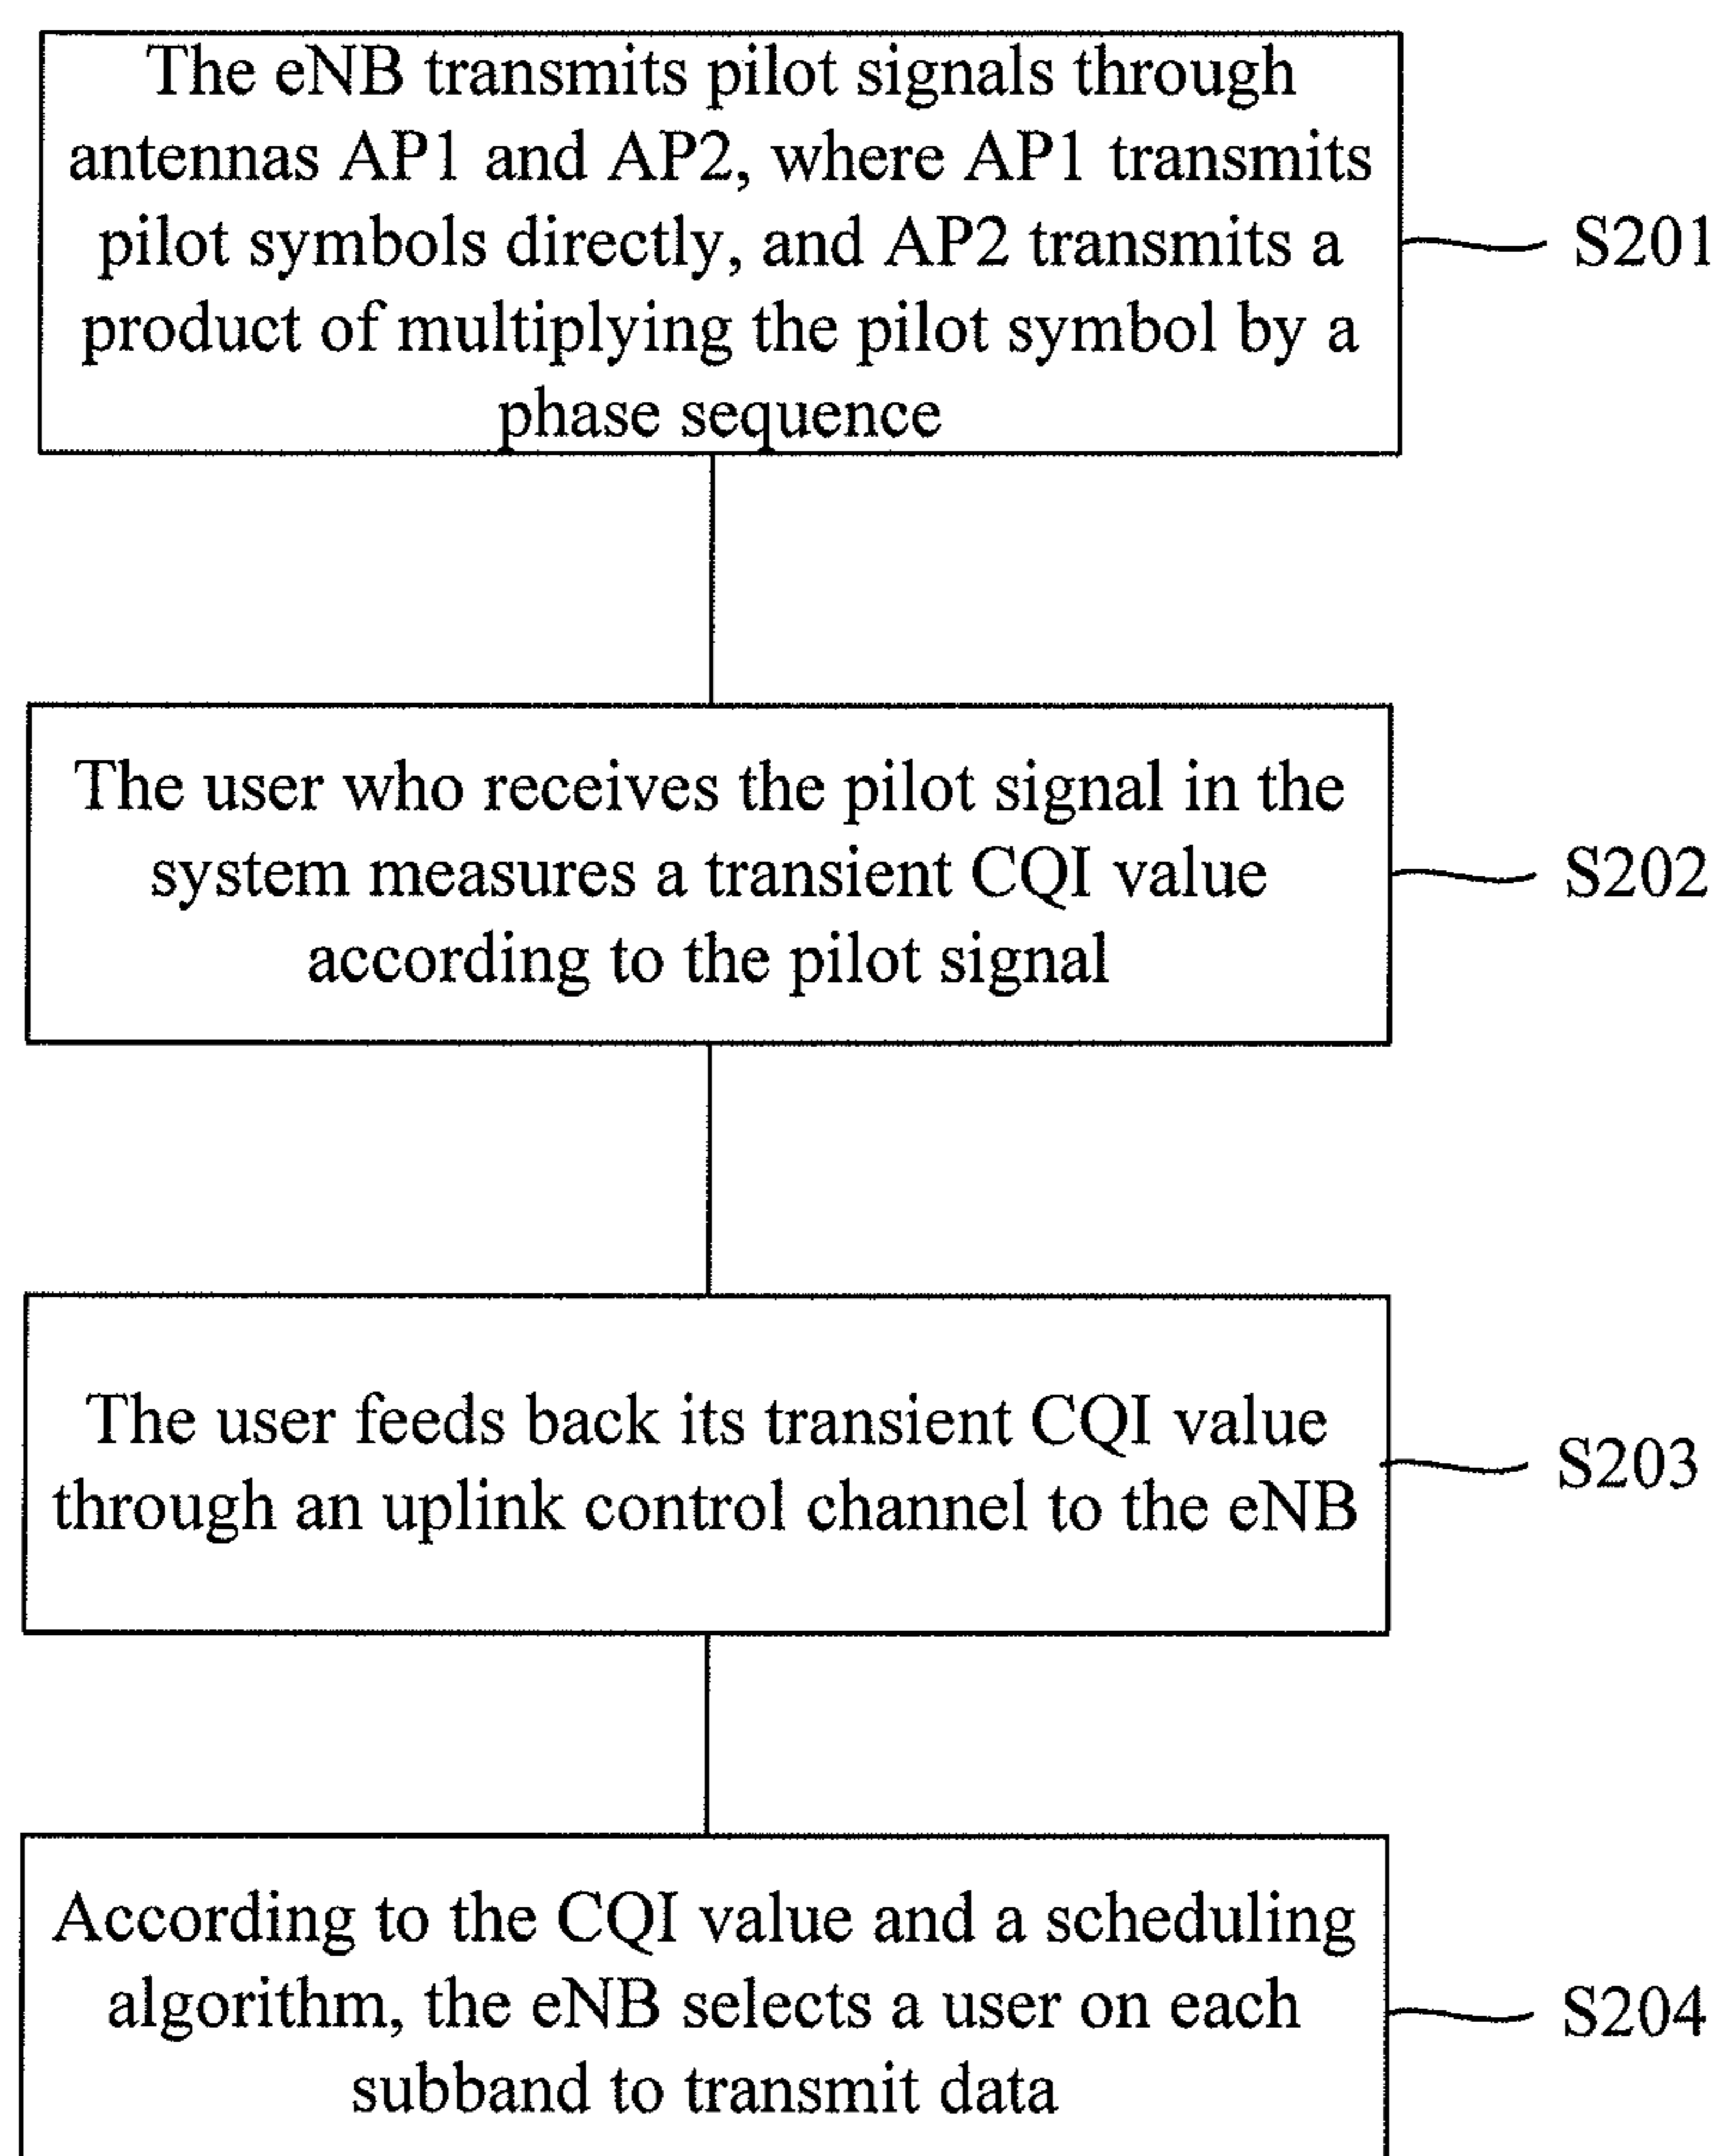 The eNB transmits pilot signals through
antennas AP1 and AP2, where AP1 transmits
pilot symbols directly, and AP2 transmits a
product of multiplying the pilot symbol by a
phase sequence
S201
The user who receives the pilot signal in the
system measures a transient CQI value
according to the pilot signal
S202
The user feeds back its transient CQI value
through an uplink control channel to the eNB
S203
According to the CQI value and a scheduling
algorithm, the eNB selects a user on each
subband to transmit data
S204